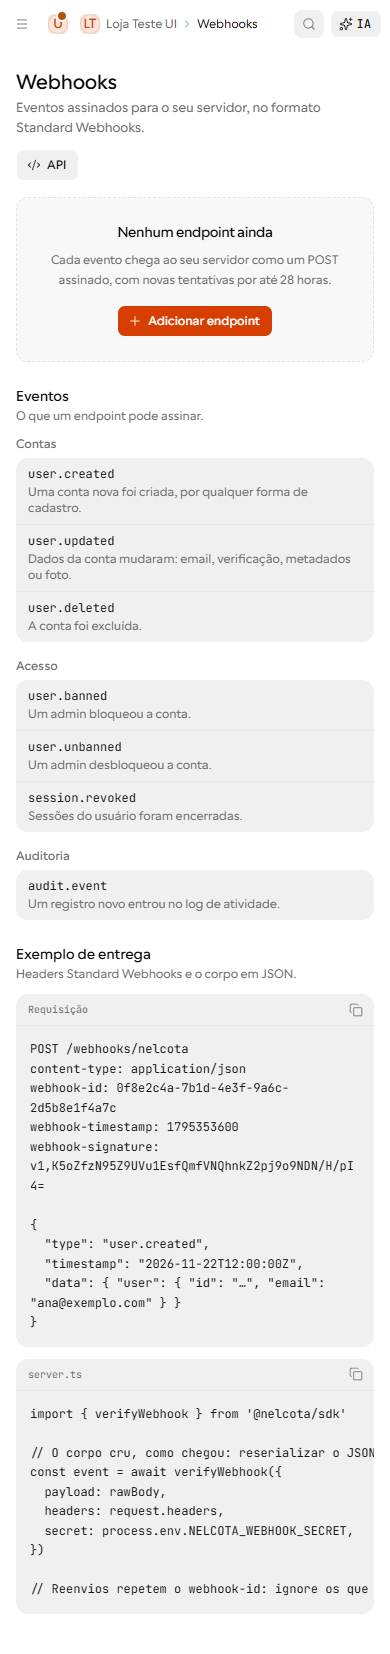 U LT Loja Teste UI > Webhooks IA
Webhooks
Eventos assinados para o seu servidor, no formato
Standard Webhooks.
</> API
Nenhum endpoint ainda
Cada evento chega ao seu servidor como um POST
assinado, com novas tentativas por até 28 horas.
+ Adicionar endpoint
Eventos
O que um endpoint pode assinar.
Contas
user.created
Uma conta nova foi criada, por qualquer forma de
cadastro.
user.updated
Dados da conta mudaram: email, verificação, metadados
ou foto.
user.deleted
A conta foi excluída.
Acesso
user.banned
Um admin bloqueou a conta.
user.unbanned
Um admin desbloqueou a conta.
session.revoked
Sessões do usuário foram encerradas.
Auditoria
audit.event
Um registro novo entrou no log de atividade.
Exemplo de entrega
Headers Standard Webhooks e o corpo em JSON.
Requisição
POST /webhooks/nelcota
content-type: application/json
webhook-id: 0f8e2c4a-7b1d-4e3f-9a6c-
2d5b8e1f4a7c
webhook-timestamp: 1795353600
webhook-signature:
v1,K5oZfzN95Z9UVu1EsfQmfVNQhnkZ2pj9o9NDN/H/pI
4=
{
  "type": "user.created",
  "timestamp": "2026-11-22T12:00:00Z",
  "data": { "user": { "id": "…", "email":
"ana@exemplo.com" } }
}
server.ts
import { verifyWebhook } from '@nelcota/sdk'
// O corpo cru, como chegou: reserializar o JSON
const event = await verifyWebhook({
  payload: rawBody,
  headers: request.headers,
  secret: process.env.NELCOTA_WEBHOOK_SECRET,
})
// Reenvios repetem o webhook-id: ignore os que